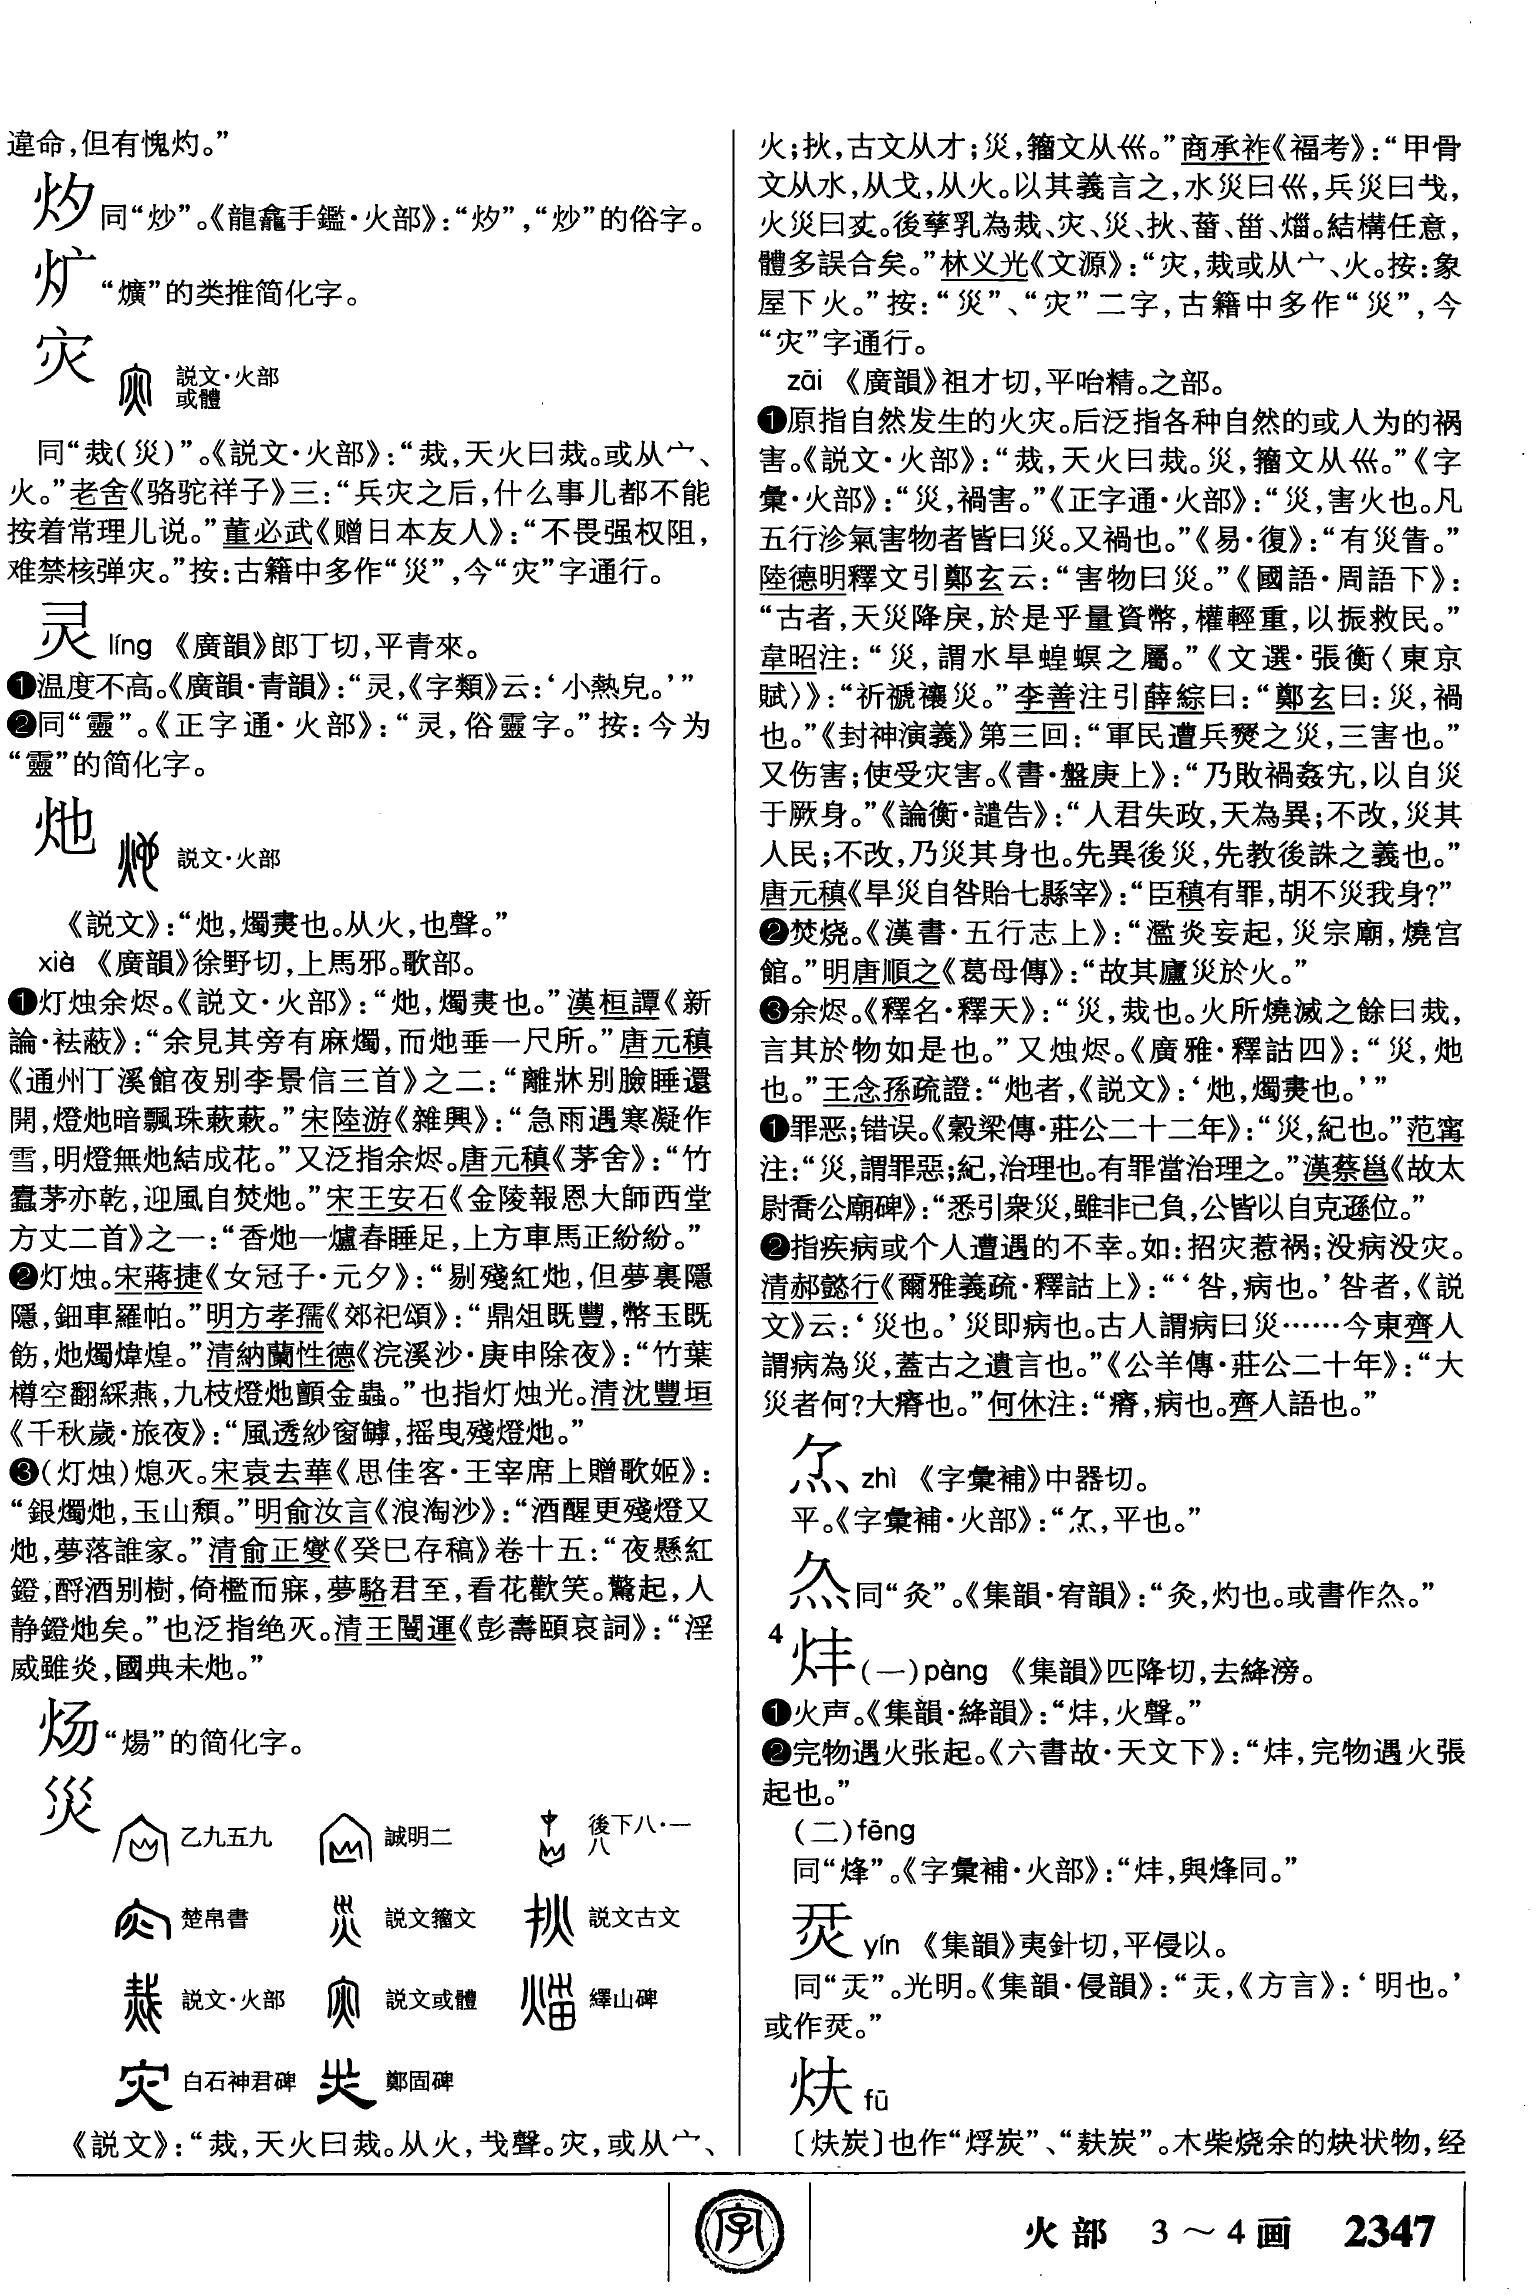 違命，但有愧灼。”
灳同“炒”。《龍龕手鑑·火部》：“”，“炒”的俗字。
“爌”的类推简化字。
灾
説文·火部
或體
同“烖（災）”。《説文·火部》：“烖，天火曰烖。或从宀、
火。”老舍《骆驼祥子》三：“兵灾之后，什么事儿都不能
按着常理儿说。”董必武《赠日本友人》：“不畏强权阻，
难禁核弹灾。”按：古籍中多作“災”，今“灾”字通行。
灵 líng 《廣韻》郎丁切，平青來。
❶温度不高。《廣韻·青韻》：“灵，《字類》云：‘小熱皃。’”
❷同“靈”。《正字通·火部》：“灵，俗靈字。”按：今为
“靈”的简化字。
灺
説文·火部
《説文》：“灺，燭㶳也。从火，也聲。”
xiè 《廣韻》徐野切，上馬邪。歌部。
❶灯烛余烬。《説文·火部》：“灺，燭㶳也。”漢桓譚《新
論·袪蔽》：“余見其旁有麻燭，而灺垂一尺所。”唐元稹
《通州丁溪館夜别李景信三首》之二：“離牀别臉睡還
開，燈灺暗飄珠蔌蔌。”宋陸游《雜興》：“急雨遇寒凝作
雪，明燈無灺結成花。”又泛指余烬。唐元稹《茅舍》：“竹
蠹茅亦乾，迎風自焚灺。”宋王安石《金陵報恩大師西堂
方丈二首》之一：“香灺一爐春睡足，上方車馬正紛紛。”
❷灯烛。宋蔣捷《女冠子·元夕》：“剔殘紅灺，但夢裏隱
隱，鈿車羅帕。”明方孝孺《郊祀頌》：“鼎俎既豐，幣玉既
飭，灺燭煒煌。”清納蘭性德《浣溪沙·庚申除夜》：“竹葉
樽空翻綵燕，九枝燈灺顫金蟲。”也指灯烛光。清沈豐垣
《千秋歲·旅夜》：“風透紗窗罅，摇曳殘燈灺。”
❸（灯烛）熄灭。宋袁去華《思佳客·王宰席上贈歌姬》：
“銀燭灺，玉山頹。”明俞汝言《浪淘沙》：“酒醒更殘燈又
灺，夢落誰家。”清俞正燮《癸巳存稿》卷十五：“夜懸紅
鐙，酹酒别樹，倚檻而寐，夢駱君至，看花歡笑。驚起，人
静鐙灺矣。”也泛指绝灭。清王闓運《彭壽頤哀詞》：“淫
威雖炎，國典未灺。”
炀“煬”的简化字。
災
乙九五九 誠明二 後下八·一
八
楚帛書 説文籀文 説文古文
説文·火部 説文或體 繹山碑
白石神君碑 鄭固碑
《説文》：“烖，天火曰烖。从火，𢦏聲。灾，或从宀、
火；𤆎，古文从才；災，籀文从巛。”商承祚《福考》：“甲骨
文从水，从戈，从火。以其義言之，水災曰巛，兵災曰𢦏，
火災曰。後孳乳為烖、灾、災、𤆎、葘、甾、㶕。結構任意，
體多誤合矣。”林义光《文源》：“灾，烖或从宀、火。按：象
屋下火。”按：“災”、“灾”二字，古籍中多作“災”，今
“灾”字通行。
zāi 《廣韻》祖才切，平咍精。之部。
❶原指自然发生的火灾。后泛指各种自然的或人为的祸
害。《説文·火部》：“烖，天火曰烖。災，籀文从巛。”《字
彙·火部》：“災，禍害。”《正字通·火部》：“災，害火也。凡
五行沴氣害物者皆曰災。又禍也。”《易·復》：“有災眚。”
陸德明釋文引鄭玄云：“害物曰災。”《國語·周語下》：
“古者，天災降戾，於是乎量資幣，權輕重，以振救民。”
韋昭注：“災，謂水旱蝗螟之屬。”《文選·張衡〈東京
賦〉》：“祈禠禳災。”李善注引薛綜曰：“鄭玄曰：災，禍
也。”《封神演義》第三回：“軍民遭兵燹之災，三害也。”
又伤害；使受灾害。《書·盤庚上》：“乃敗禍姦宄，以自災
于厥身。”《論衡·譴告》：“人君失政，天為異；不改，災其
人民；不改，乃災其身也。先異後災，先教後誅之義也。”
唐元稹《旱災自咎貽七縣宰》：“臣稹有罪，胡不災我身？”
❷焚烧。《漢書·五行志上》：“濫炎妄起，災宗廟，燒宫
館。”明唐順之《葛母傳》：“故其廬災於火。”
❸余烬。《釋名·釋天》：“災，烖也。火所燒滅之餘曰烖，
言其於物如是也。”又烛烬。《廣雅·釋詁四》：“災，灺
也。”王念孫疏證：“灺者，《説文》：‘灺，燭㶳也。’”
❶罪恶；错误。《穀梁傳·莊公二十二年》：“災，紀也。”范甯
注：“災，謂罪惡；紀，治理也。有罪當治理之。”漢蔡邕《故太
尉喬公廟碑》：“悉引衆災，雖非己負，公皆以自克遜位。”
❷指疾病或个人遭遇的不幸。如：招灾惹祸；没病没灾。
清郝懿行《爾雅義疏·釋詁上》：“‘咎，病也。’咎者，《説
文》云：‘災也。’災即病也。古人謂病曰災……今東齊人
謂病為災，蓋古之遺言也。”《公羊傳·莊公二十年》：“大
災者何？大瘠也。”何休注：“瘠，病也。齊人語也。”
zhì 《字彙補》中器切。
平。《字彙補·火部》：“，平也。”
同“灸”。《集韻·宥韻》：“灸，灼也。或書作。”
4
㶻（一）pàng 《集韻》匹降切，去絳滂。
❶火声。《集韻·絳韻》：“，火聲。”
❷完物遇火张起。《六書故·天文下》：“，完物遇火張
起也。”
（二）fēng
同“烽”。《字彙補·火部》：“，與烽同。”
yín 《集韻》夷針切，平侵以。
同“”。光明。《集韻·侵韻》：“，《方言》：‘明也。’
或作。”
炗 fū
〔炭〕也作“烰炭”、“麸炭”。木柴烧余的炔状物，经
火部 3～4画 2347